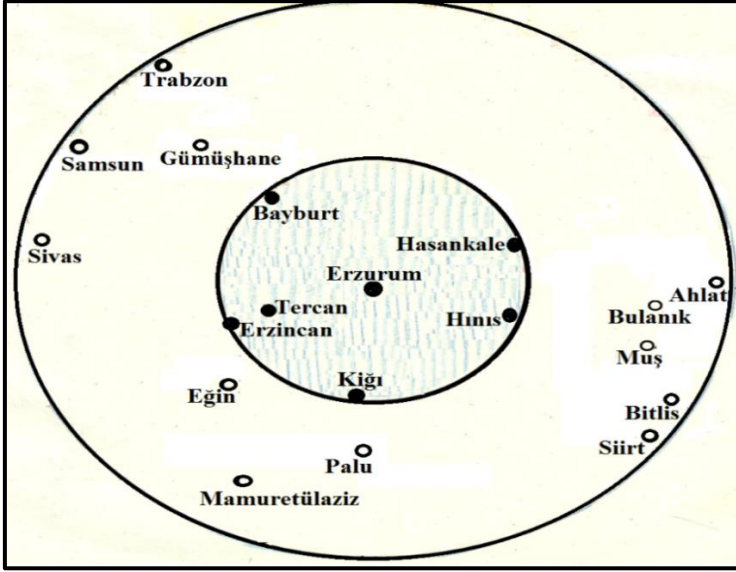 Trabzon
Samsun
Gümüşhane
Bayburt
Sivas
Hasankale
Erzurum
Ahlat
Tercan
Hınıs
Bulanık
Erzincan
Muş
Kiğı
Eğin
Bitlis
Siirt
Palu
Mamuretülaziz